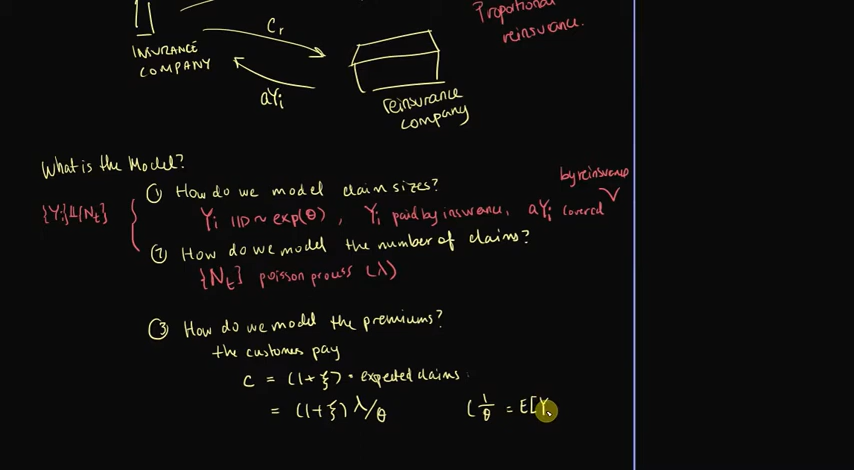 Proportional
reinsurance.
INSURANCE
COMPANY
Cr
aYi
reinsurance
company
What is the Model?
① How do we model claim sizes?
by reinsurance
{Yi}⫫{Nt}
Yi IID ~ exp(θ), Yi paid by insurance, aYi covered
② How do we model the number of claims?
{Nt} poisson process (λ)
③ How do we model the premiums?
the customers pay
c = (1+ξ) · expected claims.
= (1+ξ) λ/θ
(1/θ = E[Y